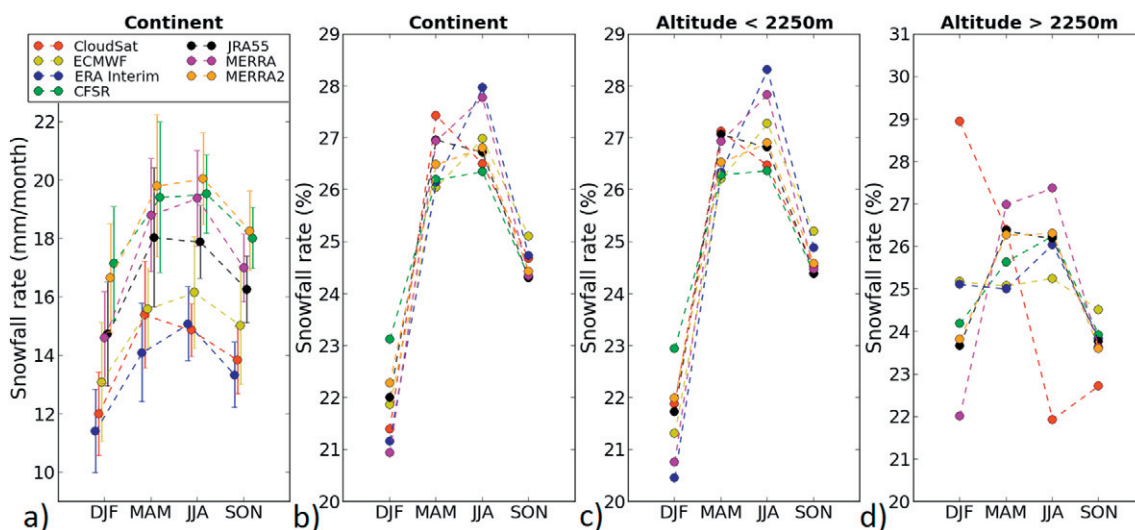 Continent
CloudSat
ECMWF
ERA Interim
CFSR
JRA55
MERRA
MERRA2
Snowfall rate (mm/month)
22
20
18
16
14
12
10
a)
DJF MAM JJA SON
Continent
Snowfall rate (%)
29
28
27
26
25
24
23
22
21
20
b)
DJF MAM JJA SON
Altitude < 2250m
Snowfall rate (%)
29
28
27
26
25
24
23
22
21
20
c)
DJF MAM JJA SON
Altitude > 2250m
Snowfall rate (%)
31
30
29
28
27
26
25
24
23
22
21
20
d)
DJF MAM JJA SON